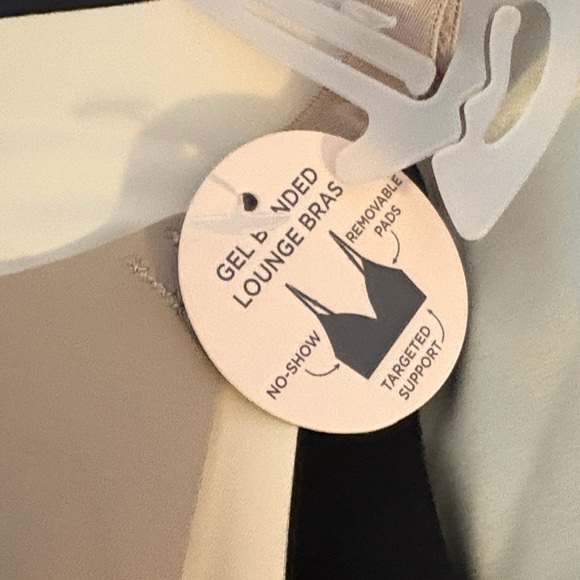 GEL BONDED
LOUNGE BRAS
REMOVABLE
PADS
NO-SHOW
TARGETED
SUPPORT